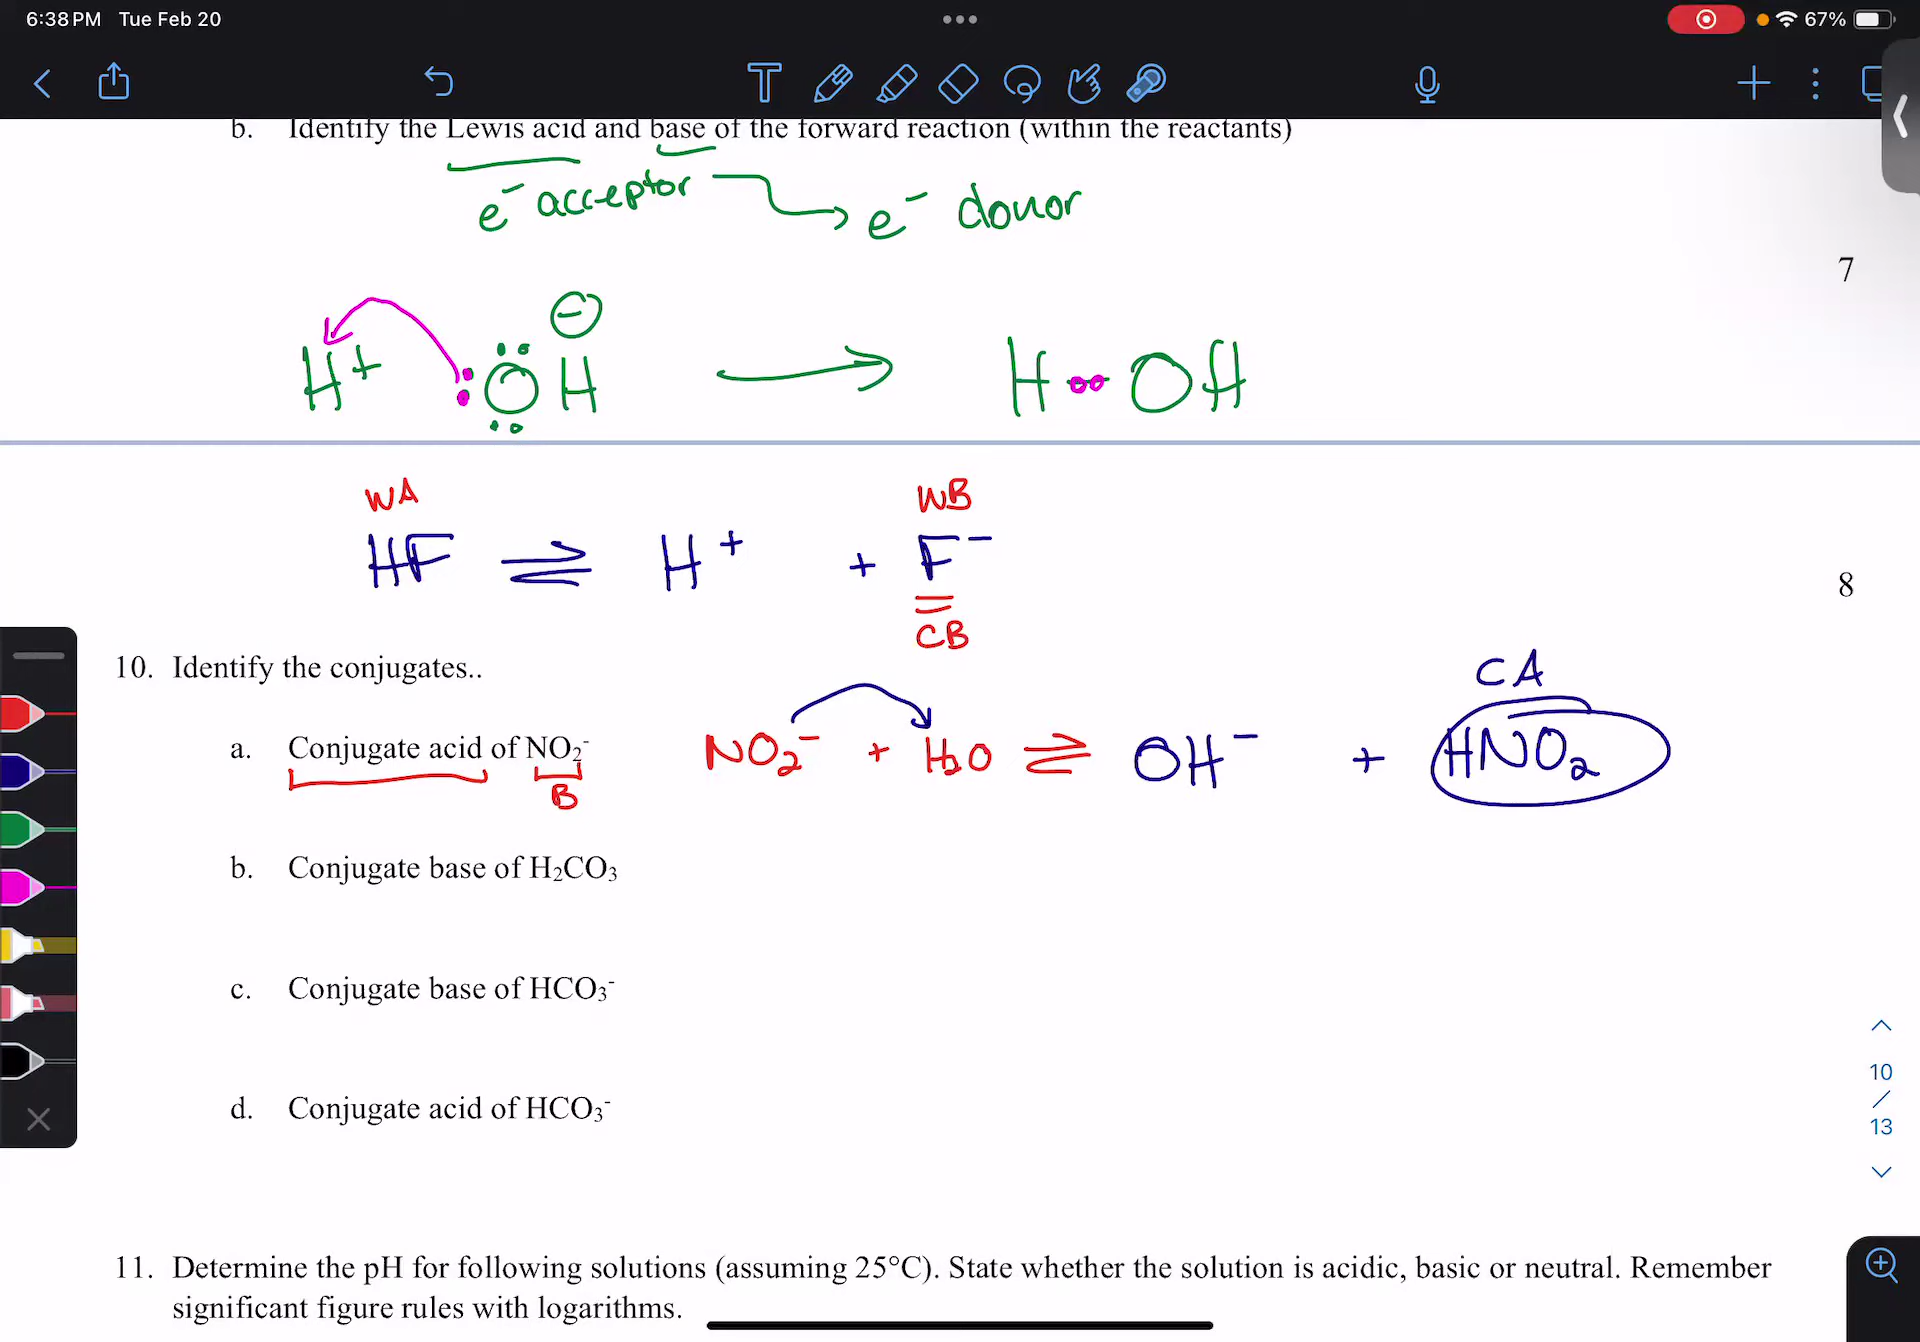 6:38 PM Tue Feb 20
67%
b. Identify the Lewis acid and base of the forward reaction (within the reactants)
e⁻ acceptor → e⁻ donor
7
H⁺ :OH ⊖ → H··OH
WA WB
HF ⇌ H⁺ + F⁻
8
CB
10. Identify the conjugates..
CA
a. Conjugate acid of NO₂⁻ NO₂⁻ + H₂O ⇌ OH⁻ + HNO₂
B
b. Conjugate base of H₂CO₃
c. Conjugate base of HCO₃⁻
10
/
13
d. Conjugate acid of HCO₃⁻
11. Determine the pH for following solutions (assuming 25°C). State whether the solution is acidic, basic or neutral. Remember
significant figure rules with logarithms.